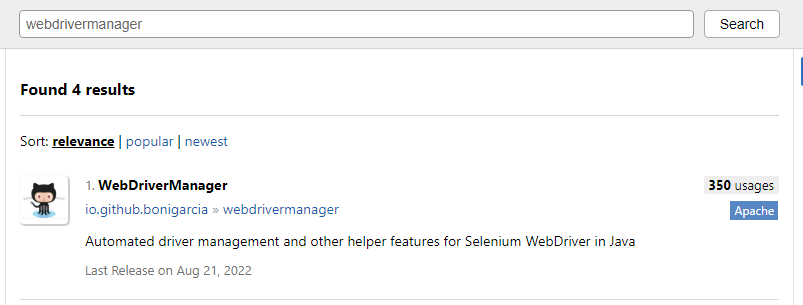 webdrivermanager Search
Found 4 results
Sort: relevance | popular | newest
1. WebDriverManager 350 usages
io.github.bonigarcia » webdrivermanager Apache
Automated driver management and other helper features for Selenium WebDriver in Java
Last Release on Aug 21, 2022